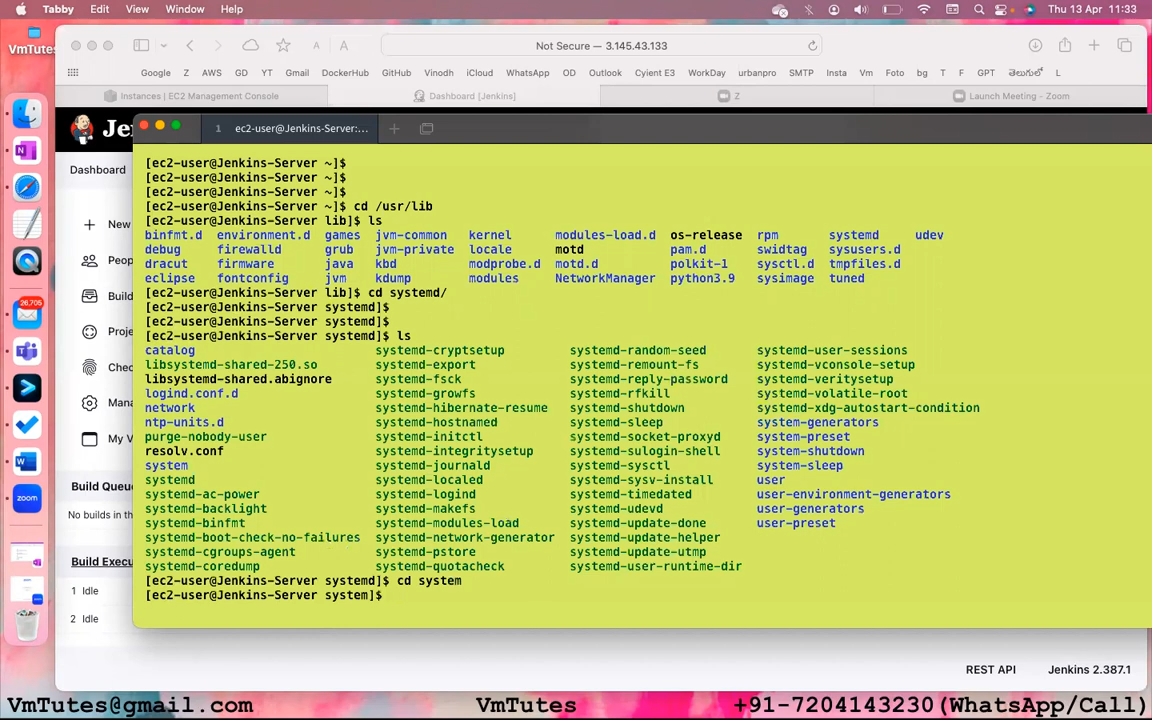 Tabby Edit View Window Help Thu 13 Apr 11:33
VmTutes
Not Secure — 3.145.43.133
Google Z AWS GD YT Gmail DockerHub GitHub Vinodh iCloud WhatsApp OD Outlook Cyient E3 WorkDay urbanpro SMTP Insta Vm Foto bg T F GPT తెలుగులో L
Instances | EC2 Management Console Dashboard [Jenkins] Z Launch Meeting - Zoom
Je
1 ec2-user@Jenkins-Server:...
Dashboard
New
Peop
Build
Proje
Chec
Mana
My V
Build Queu
No builds in th
Build Exec
1 Idle
2 Idle
26,705
[ec2-user@Jenkins-Server ~]$
[ec2-user@Jenkins-Server ~]$
[ec2-user@Jenkins-Server ~]$
[ec2-user@Jenkins-Server ~]$ cd /usr/lib
[ec2-user@Jenkins-Server lib]$ ls
binfmt.d environment.d games jvm-common kernel modules-load.d os-release rpm systemd udev
debug firewalld grub jvm-private locale motd pam.d swidtag sysusers.d
dracut firmware java kbd modprobe.d motd.d polkit-1 sysctl.d tmpfiles.d
eclipse fontconfig jvm kdump modules NetworkManager python3.9 sysimage tuned
[ec2-user@Jenkins-Server lib]$ cd systemd/
[ec2-user@Jenkins-Server systemd]$
[ec2-user@Jenkins-Server systemd]$
[ec2-user@Jenkins-Server systemd]$ ls
catalog systemd-cryptsetup systemd-random-seed systemd-user-sessions
libsystemd-shared-250.so systemd-export systemd-remount-fs systemd-vconsole-setup
libsystemd-shared.abignore systemd-fsck systemd-reply-password systemd-veritysetup
logind.conf.d systemd-growfs systemd-rfkill systemd-volatile-root
network systemd-hibernate-resume systemd-shutdown systemd-xdg-autostart-condition
ntp-units.d systemd-hostnamed systemd-sleep system-generators
purge-nobody-user systemd-initctl systemd-socket-proxyd system-preset
resolv.conf systemd-integritysetup systemd-sulogin-shell system-shutdown
system systemd-journald systemd-sysctl system-sleep
systemd systemd-localed systemd-sysv-install user
systemd-ac-power systemd-logind systemd-timedated user-environment-generators
systemd-backlight systemd-makefs systemd-udevd user-generators
systemd-binfmt systemd-modules-load systemd-update-done user-preset
systemd-boot-check-no-failures systemd-network-generator systemd-update-helper
systemd-cgroups-agent systemd-pstore systemd-update-utmp
systemd-coredump systemd-quotacheck systemd-user-runtime-dir
[ec2-user@Jenkins-Server systemd]$ cd system
[ec2-user@Jenkins-Server system]$
REST API Jenkins 2.387.1
VmTutes@gmail.com VmTutes +91-7204143230(WhatsApp/Call)